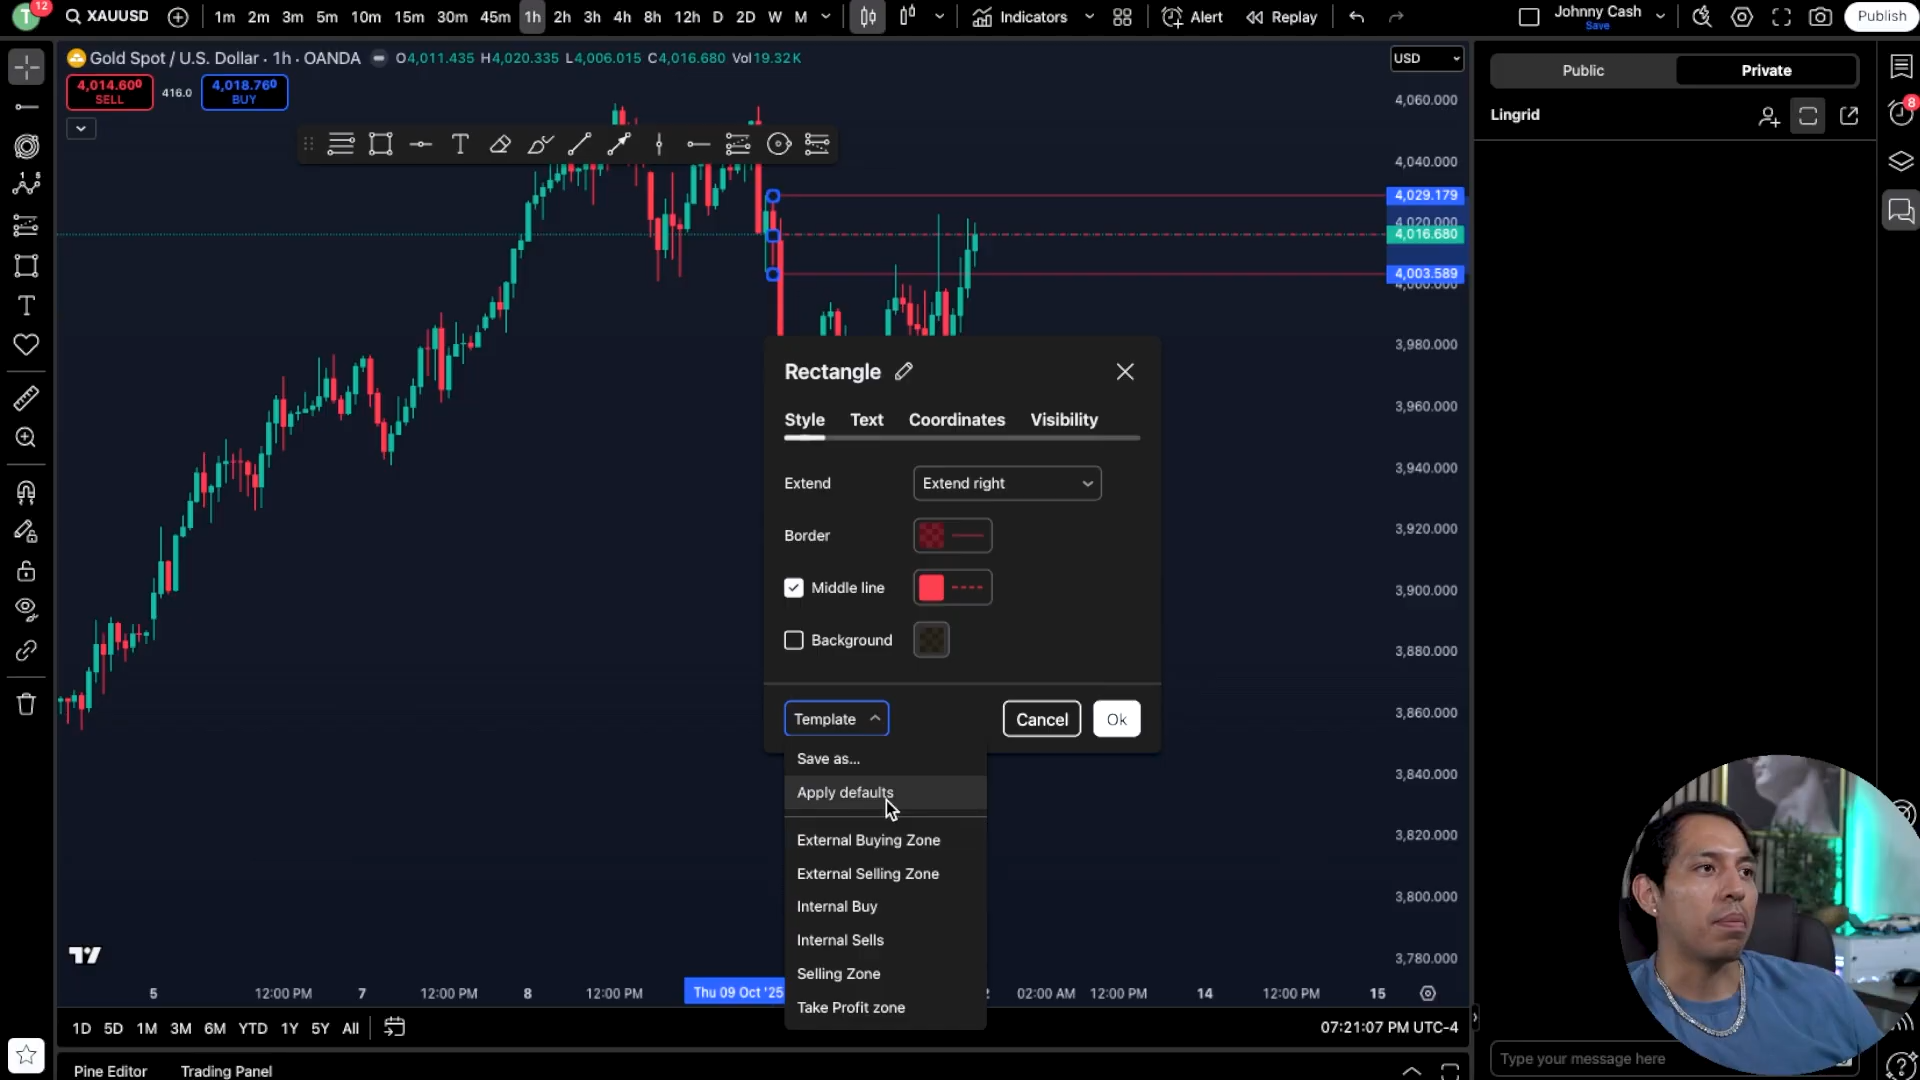 T 12
XAUUSD
1m 2m 3m 5m 10m 15m 30m 45m 1h 2h 3h 4h 8h 12h D 2D W M
Indicators
Alert
Replay
Johnny Cash
Save
Publish
Gold Spot / U.S. Dollar · 1h · OANDA
O4,011.435 H4,020.335 L4,006.015 C4,016.680 Vol19.32K
USD
4,014.600
SELL
416.0
4,018.760
BUY
Public
Private
Lingrid
8
4,060.000
4,040.000
4,029.179
4,020.000
4,016.680
4,003.589
4,000.000
3,980.000
3,960.000
3,940.000
3,920.000
3,900.000
3,880.000
3,860.000
3,840.000
3,820.000
3,800.000
3,780.000
Rectangle
Style Text Coordinates Visibility
Extend
Extend right
Border
Middle line
Background
Template
Cancel
Ok
Save as...
Apply defaults
External Buying Zone
External Selling Zone
Internal Buy
Internal Sells
Selling Zone
Take Profit zone
5 12:00 PM 7 12:00 PM 8 12:00 PM Thu 09 Oct '25 2 02:00 AM 12:00 PM 14 12:00 PM 15
1D 5D 1M 3M 6M YTD 1Y 5Y All
07:21:07 PM UTC-4
Pine Editor
Trading Panel
Type your message here